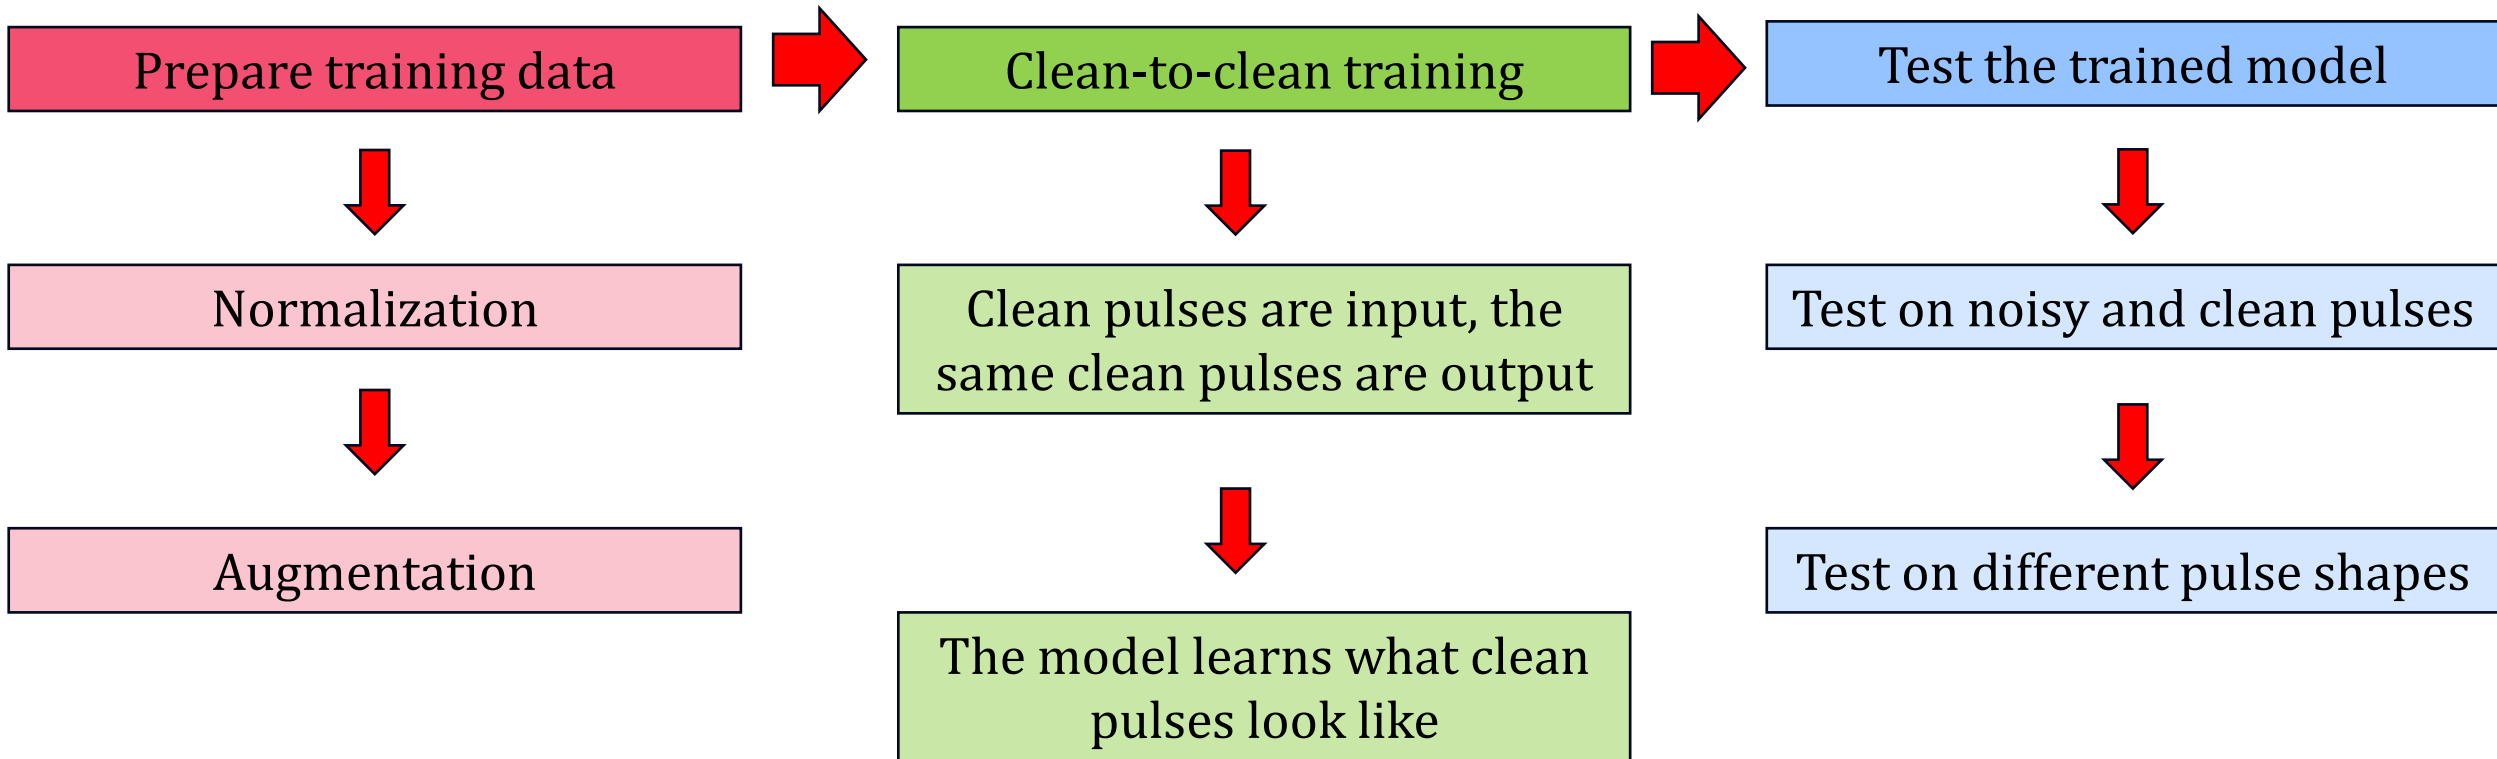 Prepare training data
Clean-to-clean training
Test the trained model
Normalization
Clean pulses are input, the
same clean pulses are output
Test on noisy and clean pulses
Augmentation
The model learns what clean
pulses look like
Test on different pulse shapes